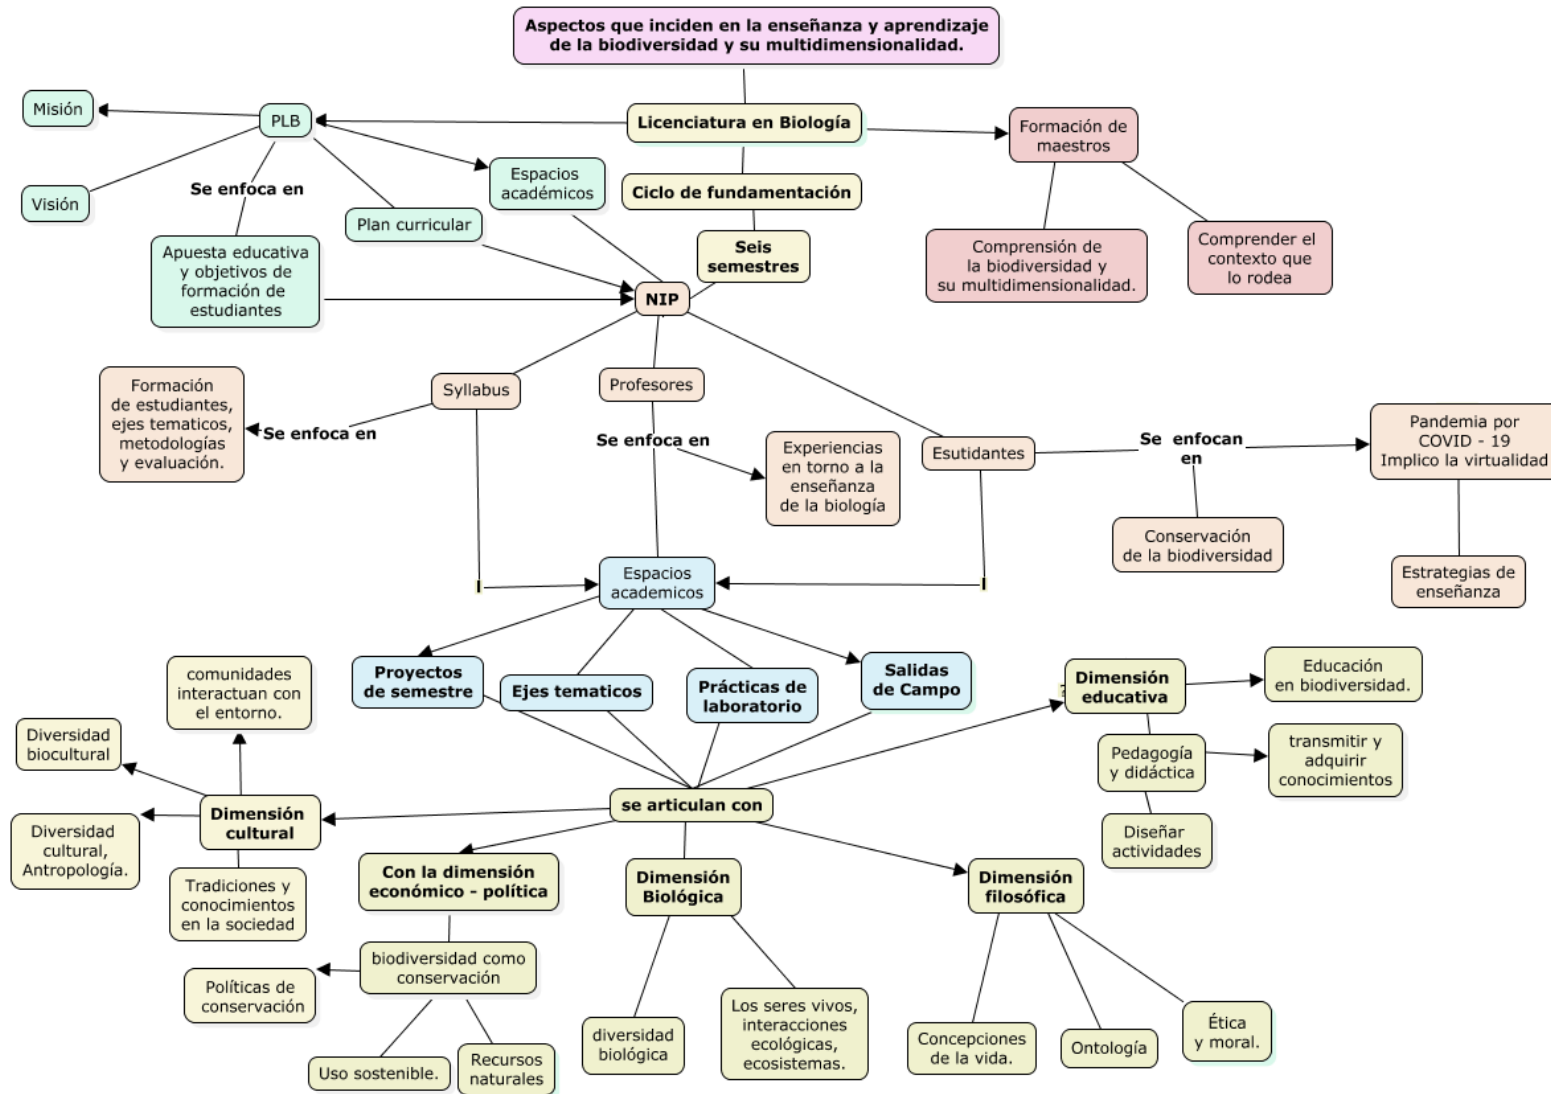 Aspectos que inciden en la enseñanza y aprendizaje
de la biodiversidad y su multidimensionalidad.
Misión
PLB
Licenciatura en Biología
Formación de
maestros
Espacios
académicos
Se enfoca en
Ciclo de fundamentación
Visión
Plan curricular
Apuesta educativa
y objetivos de
formación de
estudiantes
Seis
semestres
Comprensión de
la biodiversidad y
su multidimensionalidad.
Comprender el
contexto que
lo rodea
NIP
Formación
de estudiantes,
ejes tematicos,
metodologías
y evaluación.
Se enfoca en
Syllabus
Profesores
Se enfoca en
Experiencias
en torno a la
enseñanza
de la biología
Esutidantes
Se enfocan
en
Pandemia por
COVID - 19
Implico la virtualidad
Conservación
de la biodiversidad
Estrategias de
enseñanza
Espacios
academicos
Proyectos
de semestre
Ejes tematicos
Prácticas de
laboratorio
Salidas
de Campo
comunidades
interactuan con
el entorno.
Diversidad
biocultural
Dimensión
cultural
Diversidad
cultural,
Antropología.
Tradiciones y
conocimientos
en la sociedad
se articulan con
Dimensión
educativa
Educación
en biodiversidad.
Pedagogía
y didáctica
transmitir y
adquirir
conocimientos
Diseñar
actividades
Con la dimensión
económico - política
Dimensión
Biológica
Dimensión
filosófica
biodiversidad como
conservación
Políticas de
conservación
Uso sostenible.
Recursos
naturales
diversidad
biológica
Los seres vivos,
interacciones
ecológicas,
ecosistemas.
Concepciones
de la vida.
Ontología
Ética
y moral.